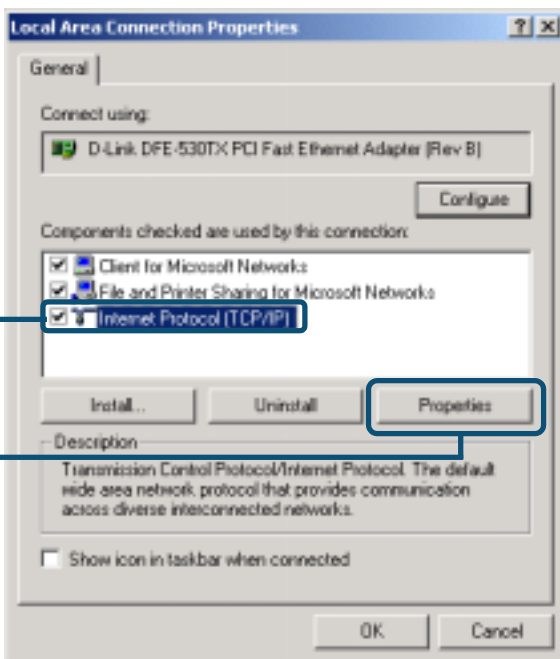 Local Area Connection Properties
General
Connect using:
D-Link DFE-530TX PCI Fast Ethernet Adapter (Rev B)
Configure
Components checked are used by this connection:
Client for Microsoft Networks
File and Printer Sharing for Microsoft Networks
Internet Protocol (TCP/IP)
Install...
Uninstall
Properties
Description
Transmission Control Protocol/Internet Protocol. The default
wide area network protocol that provides communication
across diverse interconnected networks.
Show icon in taskbar when connected
OK
Cancel